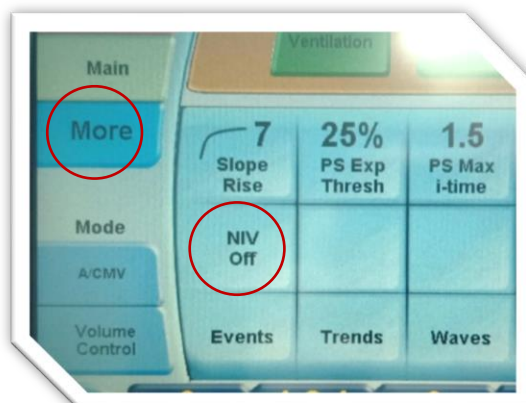 Ventilation
Main
More
7
Slope
Rise
25%
PS Exp
Thresh
1.5
PS Max
i-time
Mode
A/CMV
NIV
Off
Volume
Control
Events
Trends
Waves